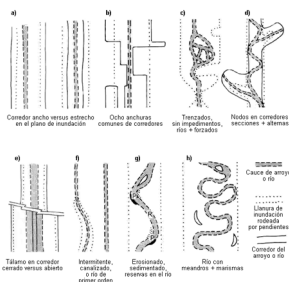 a)
b)
c)
d)
Corredor ancho versus estrecho
en el plano de inundación
Ocho anchuras
comunes de corredores
Trenzados,
sin impedimentos,
ríos + forzados
Nodos en corredores
secciones + alternas
e)
f)
g)
h)
Tálamo en corredor
cerrado versus abierto
Intermitente,
canalizado,
o río de
primer orden
Erosionado,
sedimentado,
reservas en el río
Río con
meandros + marismas
Cauce de arroyo
o río
Llanura de
inundación
rodeada
por pendientes
Corredor del
arroyo o río